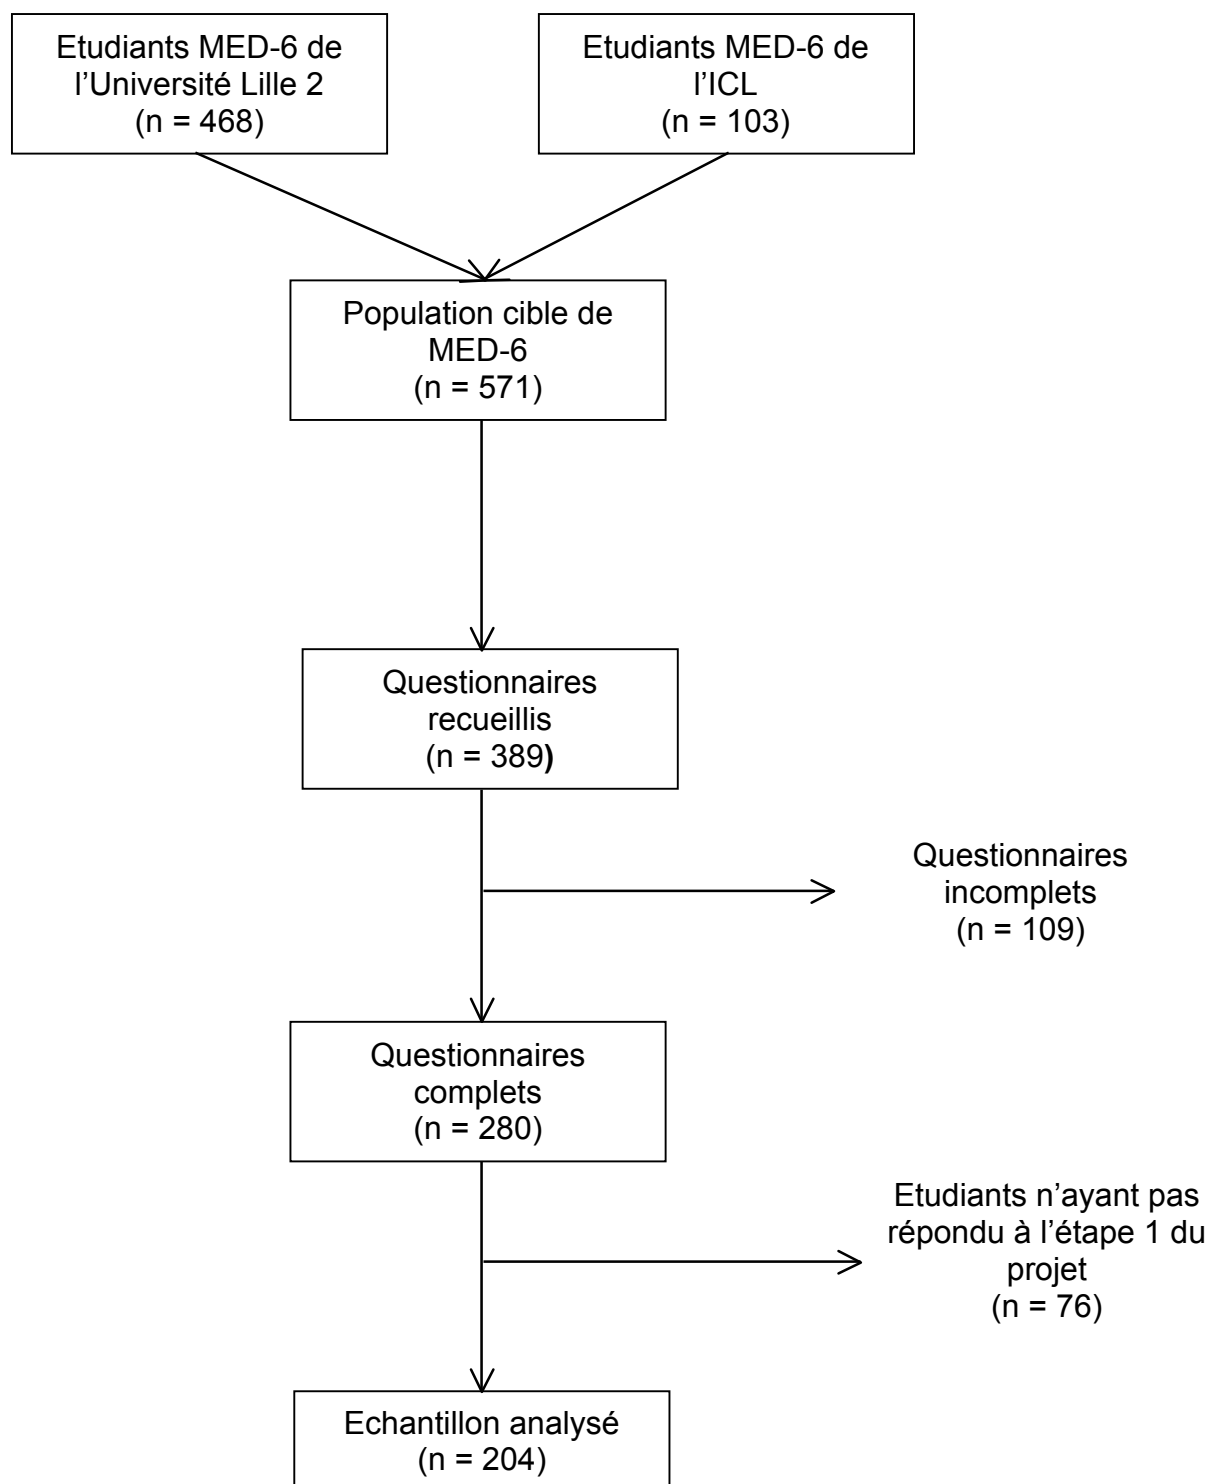 Etudiants MED-6 de
l’Université Lille 2
(n = 468)
Etudiants MED-6 de
l’ICL
(n = 103)
Population cible de
MED-6
(n = 571)
Questionnaires
recueillis
(n = 389)
Questionnaires
incomplets
(n = 109)
Questionnaires
complets
(n = 280)
Etudiants n’ayant pas
répondu à l’étape 1 du
projet
(n = 76)
Echantillon analysé
(n = 204)